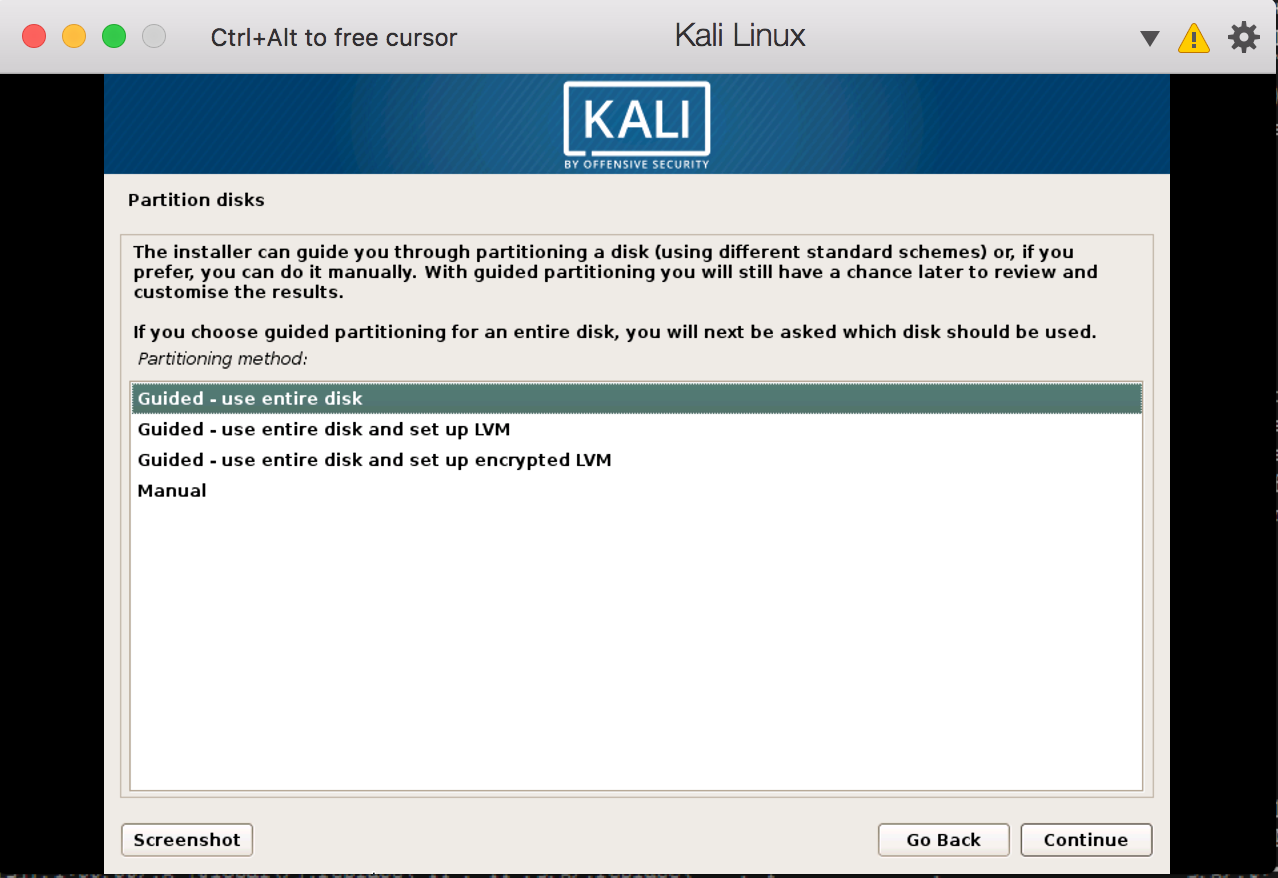 Ctrl+Alt to free cursor
Kali Linux
KALI
BY OFFENSIVE SECURITY
Partition disks
The installer can guide you through partitioning a disk (using different standard schemes) or, if you
prefer, you can do it manually. With guided partitioning you will still have a chance later to review and
customise the results.
If you choose guided partitioning for an entire disk, you will next be asked which disk should be used.
Partitioning method:
Guided - use entire disk
Guided - use entire disk and set up LVM
Guided - use entire disk and set up encrypted LVM
Manual
Screenshot
Go Back
Continue